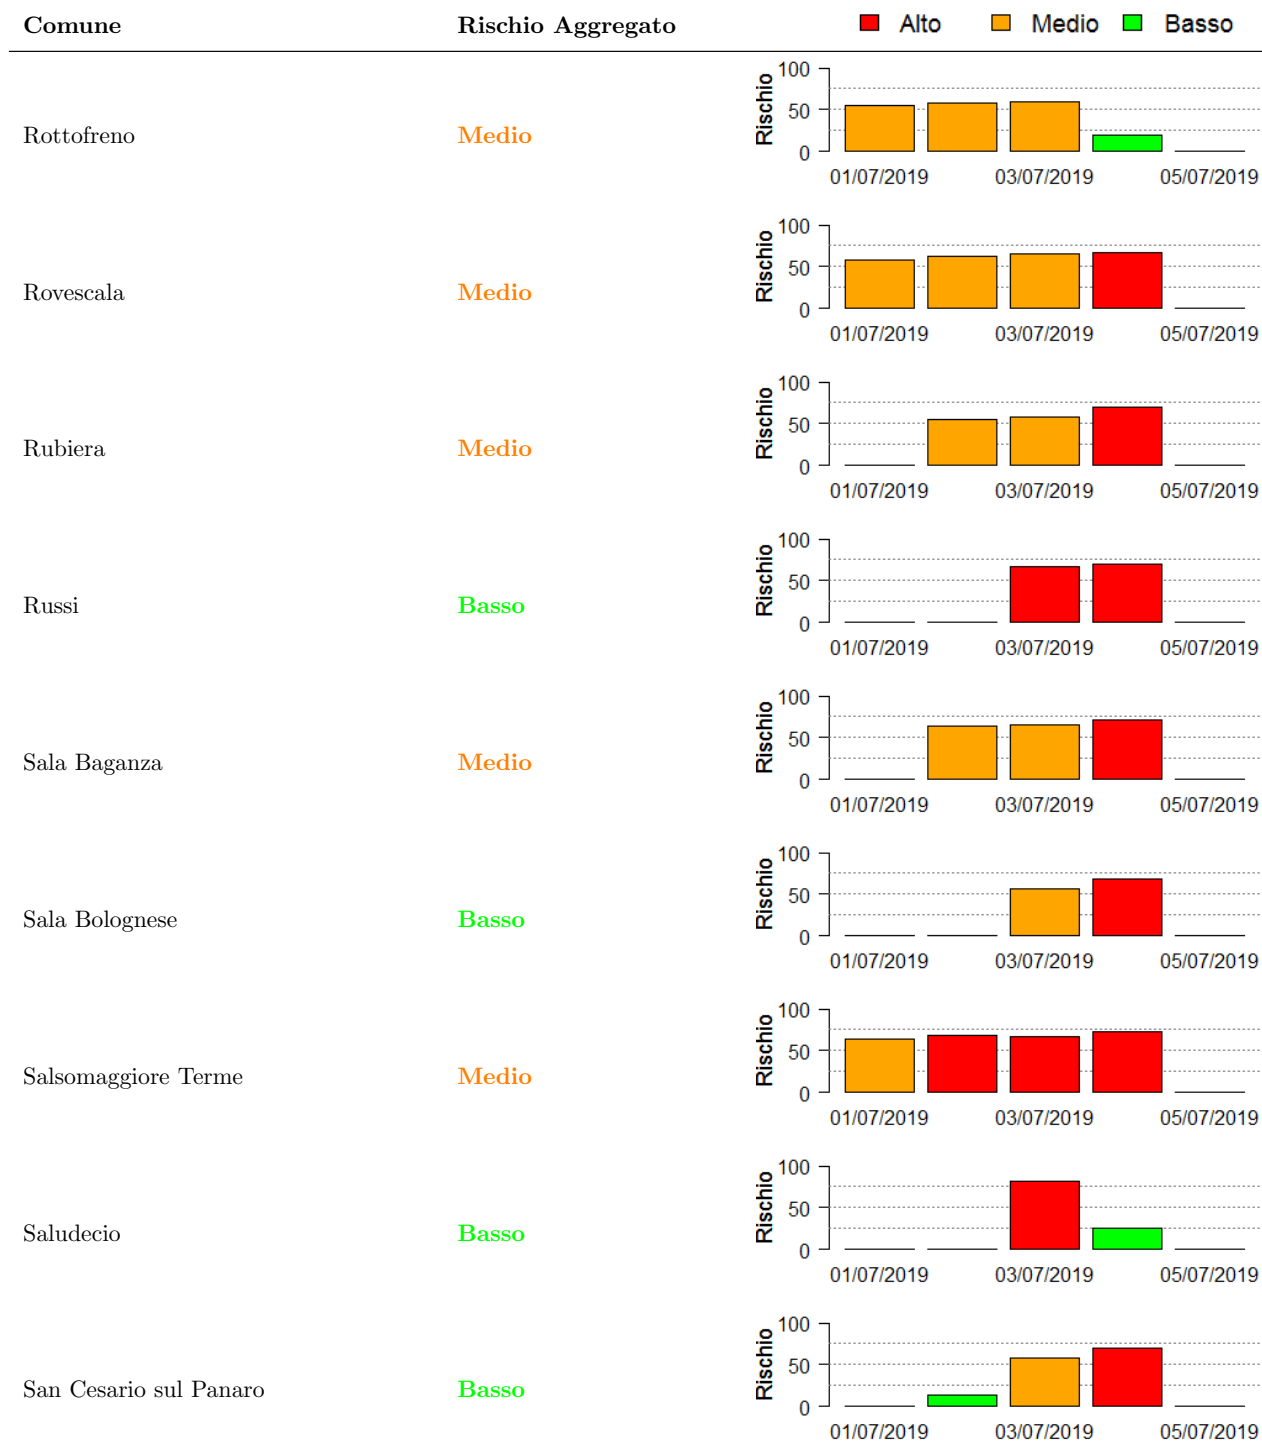 Comune Rischio Aggregato Alto Medio Basso
Rottofreno Medio Rischio 100 50 0
01/07/2019 03/07/2019 05/07/2019
Rovescala Medio Rischio 100 50 0
01/07/2019 03/07/2019 05/07/2019
Rubiera Medio Rischio 100 50 0
01/07/2019 03/07/2019 05/07/2019
Russi Basso Rischio 100 50 0
01/07/2019 03/07/2019 05/07/2019
Sala Baganza Medio Rischio 100 50 0
01/07/2019 03/07/2019 05/07/2019
Sala Bolognese Basso Rischio 100 50 0
01/07/2019 03/07/2019 05/07/2019
Salsomaggiore Terme Medio Rischio 100 50 0
01/07/2019 03/07/2019 05/07/2019
Saludecio Basso Rischio 100 50 0
01/07/2019 03/07/2019 05/07/2019
San Cesario sul Panaro Basso Rischio 100 50 0
01/07/2019 03/07/2019 05/07/2019